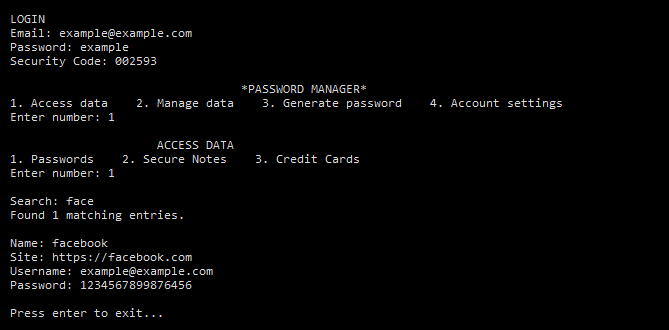 LOGIN
Email: example@example.com
Password: example
Security Code: 002593
*PASSWORD MANAGER*
1. Access data    2. Manage data    3. Generate password    4. Account settings
Enter number: 1
ACCESS DATA
1. Passwords    2. Secure Notes    3. Credit Cards
Enter number: 1
Search: face
Found 1 matching entries.
Name: facebook
Site: https://facebook.com
Username: example@example.com
Password: 1234567899876456
Press enter to exit...